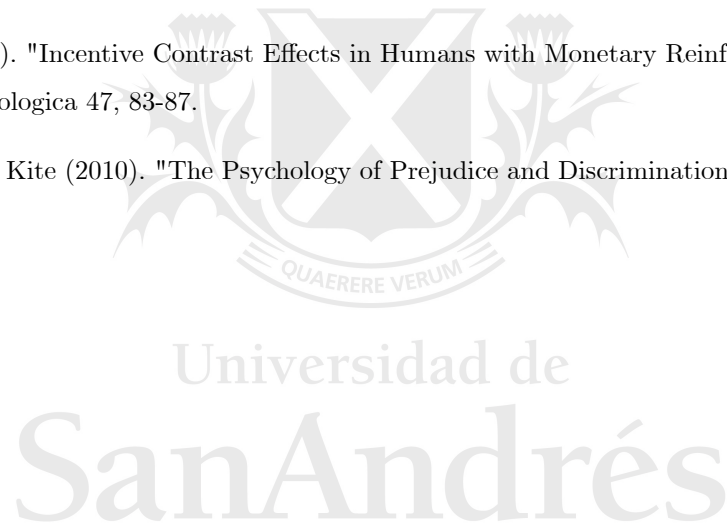 ). "Incentive Contrast Effects in Humans with Monetary Reinf
ologica 47, 83-87.
Kite (2010). "The Psychology of Prejudice and Discrimination
QUAERERE VERUM
Universidad de
SanAndrés